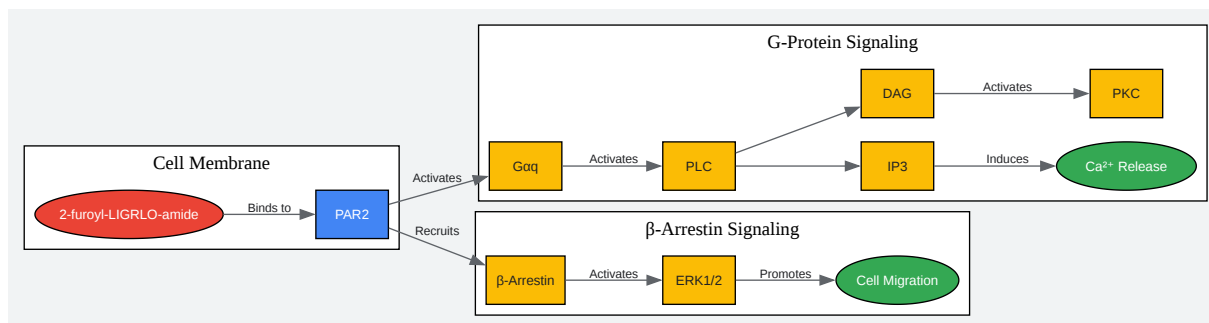 G-Protein Signaling
DAG
Activates
PKC
Cell Membrane
2-furoyl-LIGRLO-amide
Binds to
PAR2
Activates
Gαq
Activates
PLC
IP3
Induces
Ca²⁺ Release
Recruits
β-Arrestin Signaling
β-Arrestin
Activates
ERK1/2
Promotes
Cell Migration